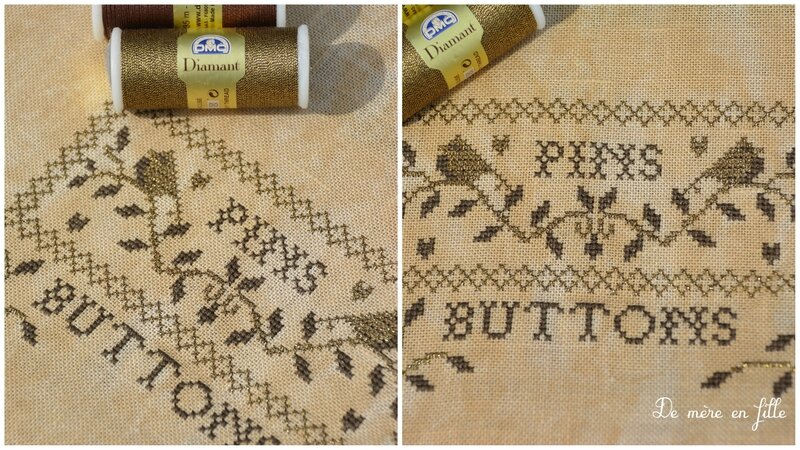 DMC
Diamant
PINS
BUTTONS
DMC
Diamant
PINS
BUTTONS
De mère en fille